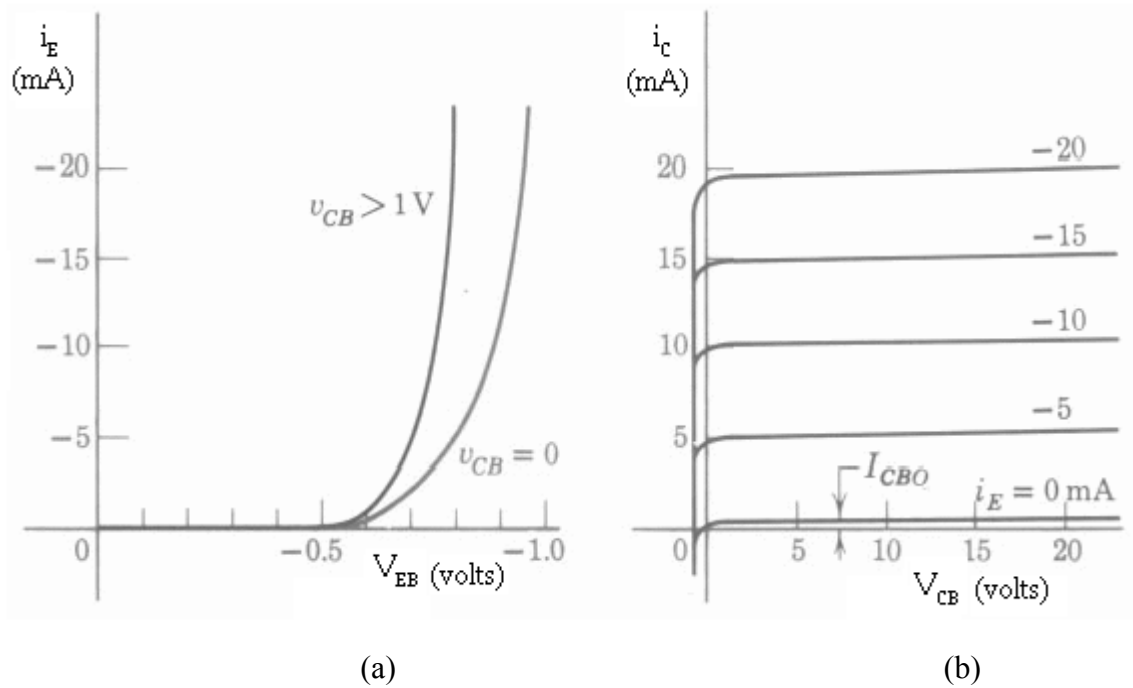 i_E
(mA)
−20
−15
−10
−5
0
−0.5
−1.0
V_EB (volts)
v_CB > 1 V
v_CB = 0
(a)
i_C
(mA)
20
15
10
5
0
5
10
15
20
V_CB (volts)
−20
−15
−10
−5
I_CBO
i_E = 0 mA
(b)